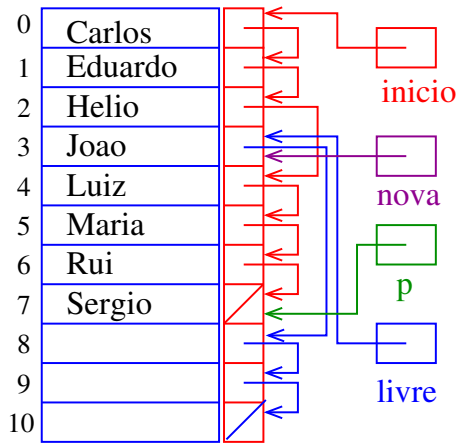 0 Carlos
1 Eduardo
2 Helio
3 Joao
4 Luiz
5 Maria
6 Rui
7 Sergio
8
9
10
inicio
nova
p
livre